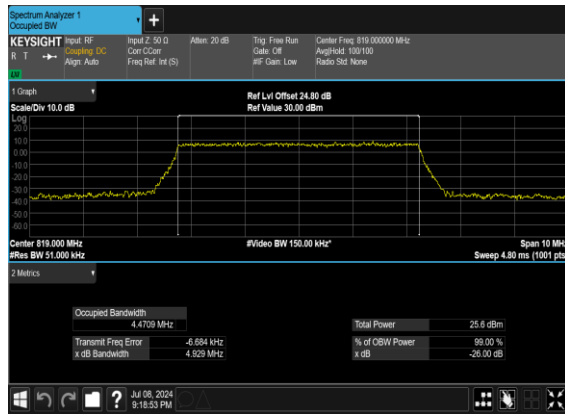 Spectrum Analyzer 1
Occupied BW
+
KEYSIGHT Input: RF Input Z: 50 Ω Atten: 20 dB Trig: Free Run Center Freq: 819.000000 MHz
R T Coupling: DC Corr CCorr Gate: Off Avg|Hold: 100/100
Align: Auto Freq Ref: Int (S) #IF Gain: Low Radio Std: None
1 Graph
Ref Lvl Offset 24.80 dB
Scale/Div 10.0 dB Ref Value 30.00 dBm
Log
20.0
10.0
0.00
-10.0
-20.0
-30.0
-40.0
-50.0
-60.0
Center 819.000 MHz #Video BW 150.00 kHz* Span 10 MHz
#Res BW 51.000 kHz Sweep 4.80 ms (1001 pts
2 Metrics
Occupied Bandwidth
4.4709 MHz Total Power 25.6 dBm
Transmit Freq Error -6.684 kHz % of OBW Power 99.00 %
x dB Bandwidth 4.929 MHz x dB -26.00 dB
?
Jul 08, 2024
9:18:53 PM